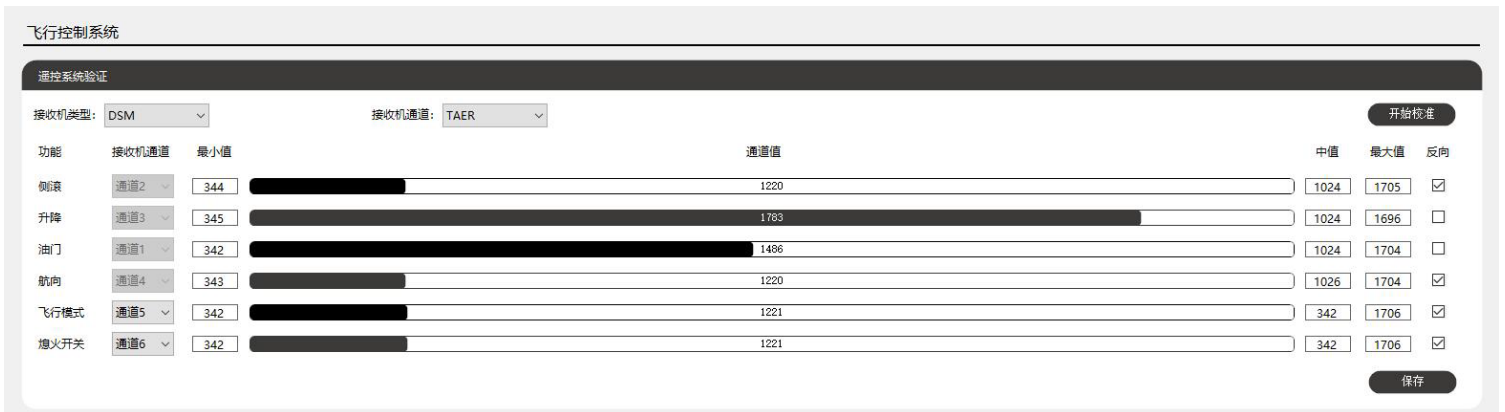 飞行控制系统
遥控系统验证
接收机类型: DSM 接收机通道: TAER 开始校准
功能 接收机通道 最小值 通道值 中值 最大值 反向
侧滚 通道2 344 1220 1024 1705
升降 通道3 345 1783 1024 1696
油门 通道1 342 1486 1024 1704
航向 通道4 343 1220 1026 1704
飞行模式 通道5 342 1221 342 1706
熄火开关 通道6 342 1221 342 1706
保存